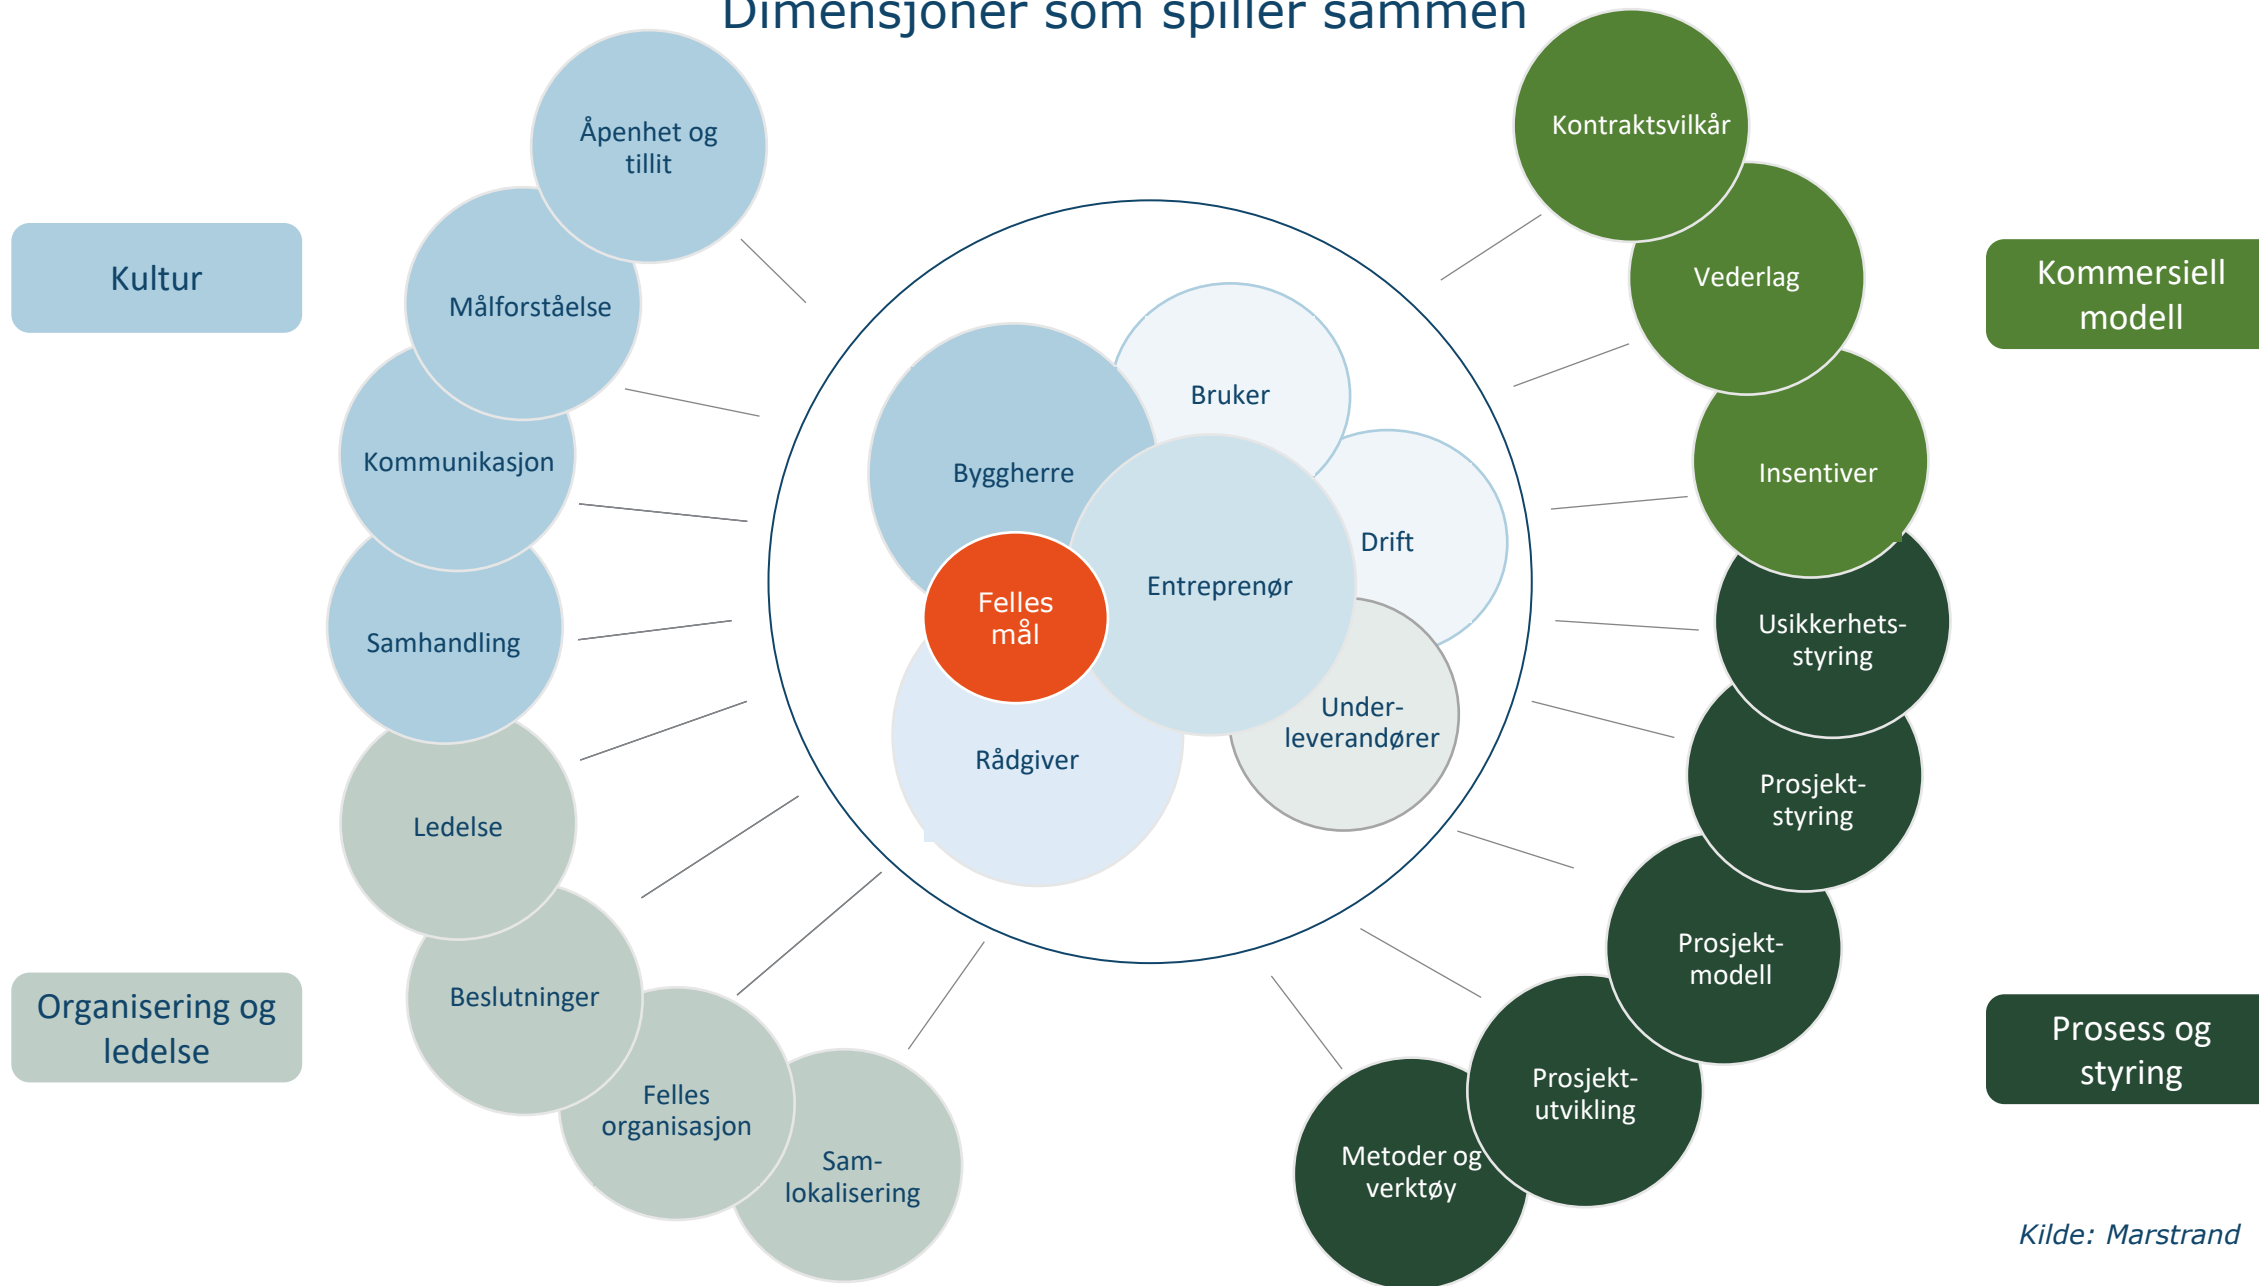 Dimensjoner som spiller sammen
Kultur
Åpenhet og
tillit
Målforståelse
Kommunikasjon
Samhandling
Organisering og
ledelse
Ledelse
Beslutninger
Felles
organisasjon
Sam-
lokalisering
Byggherre
Bruker
Drift
Entreprenør
Felles
mål
Under-
leverandører
Rådgiver
Kommersiell
modell
Kontraktsvilkår
Vederlag
Insentiver
Prosess og
styring
Usikkerhets-
styring
Prosjekt-
styring
Prosjekt-
modell
Prosjekt-
utvikling
Metoder og
verktøy
Kilde: Marstrand